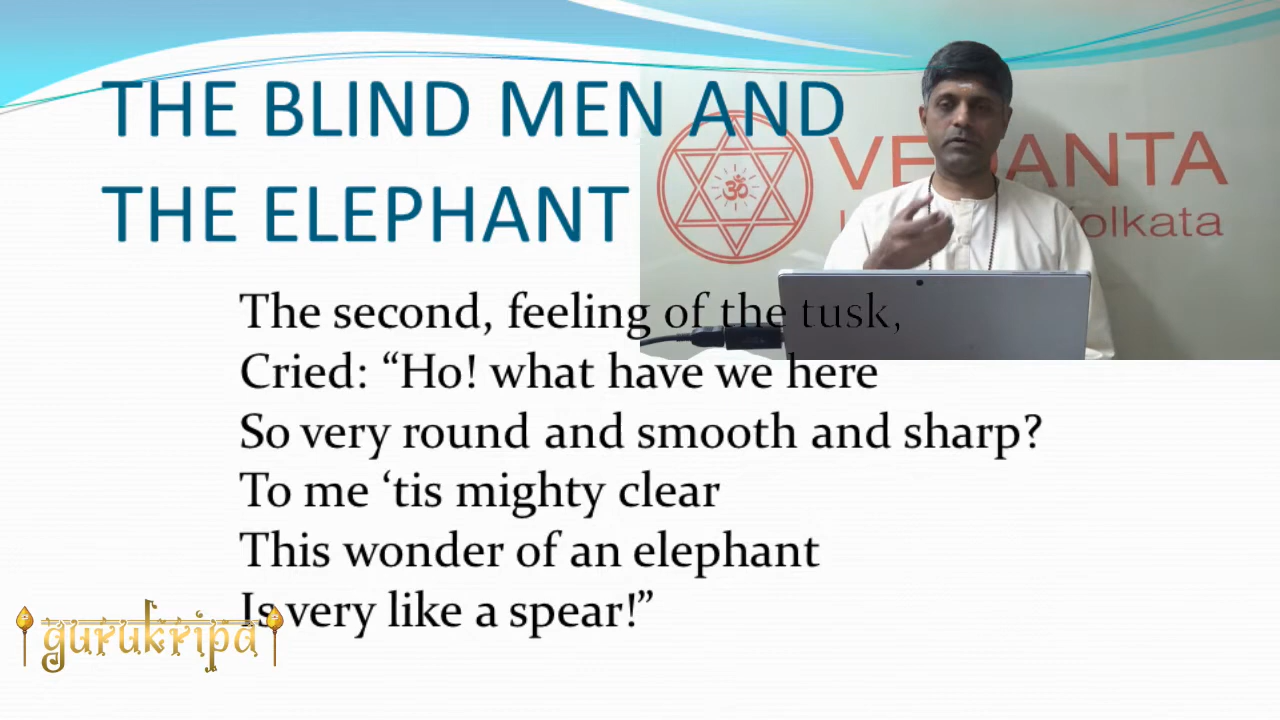 THE BLIND MEN AND
THE ELEPHANT
VEDANTA
Kolkata
ॐ
The second, feeling of the tusk,
Cried: “Ho! what have we here
So very round and smooth and sharp?
To me ‘tis mighty clear
This wonder of an elephant
Is very like a spear!”
gurukripa